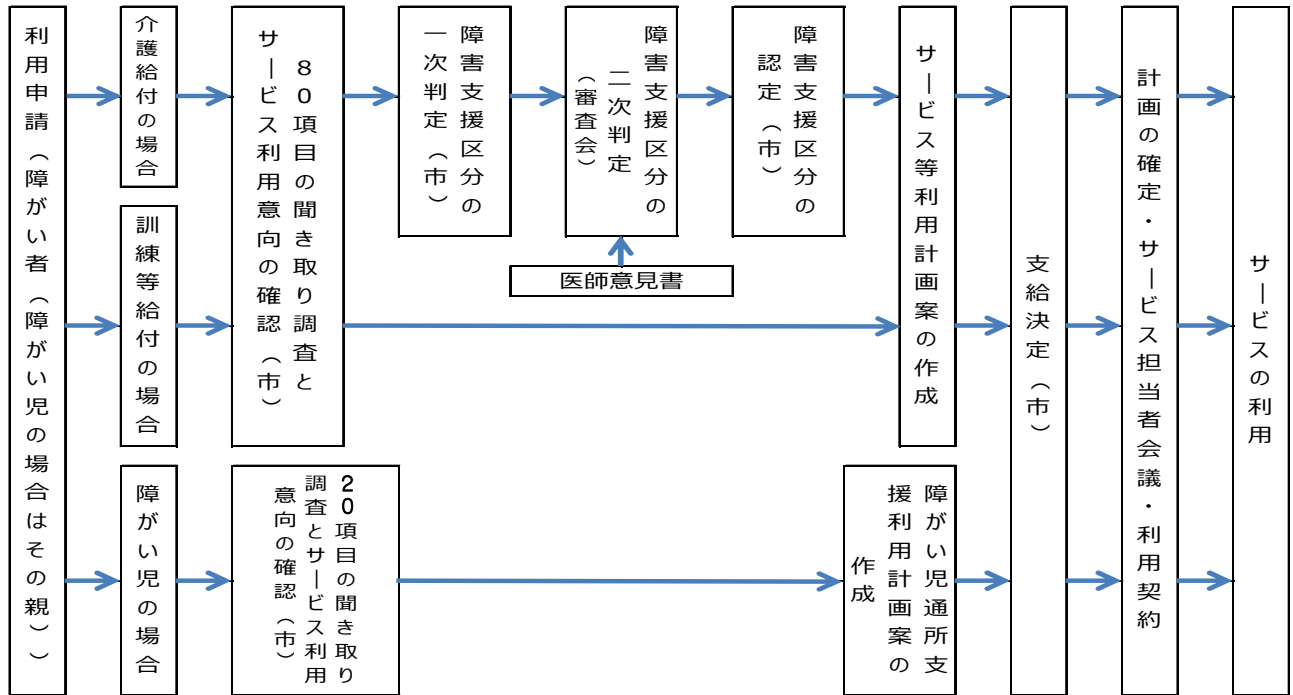 利用申請（障がい者（障がい児の場合はその親））
介護給付の場合
訓練等給付の場合
障がい児の場合
８０項目の聞き取り調査と
サービス利用意向の確認（市）
20項目の聞き取り
調査とサービス利用
意向の確認（市）
障害支援区分の
一次判定（市）
障害支援区分の
二次判定
（審査会）
医師意見書
障害支援区分の
認定（市）
サービス等利用計画案の作成
障がい児通所支
援利用計画案の
作成
支給決定（市）
計画の確定・サービス担当者会議・利用契約
サービスの利用